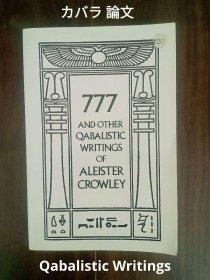 カバラ 論文
777
AND OTHER
QABALISTIC
WRITINGS
OF
ALEISTER
CROWLEY
Qabalistic Writings